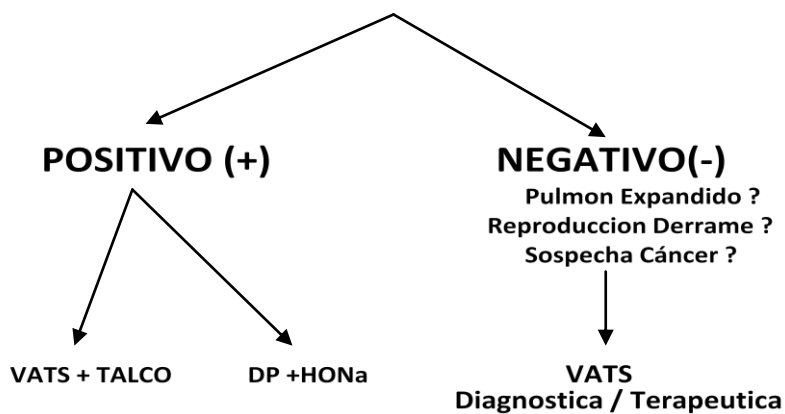 POSITIVO (+)
NEGATIVO(-)
Pulmon Expandido ?
Reproduccion Derrame ?
Sospecha Cáncer ?
VATS + TALCO
DP +HONa
VATS
Diagnostica / Terapeutica